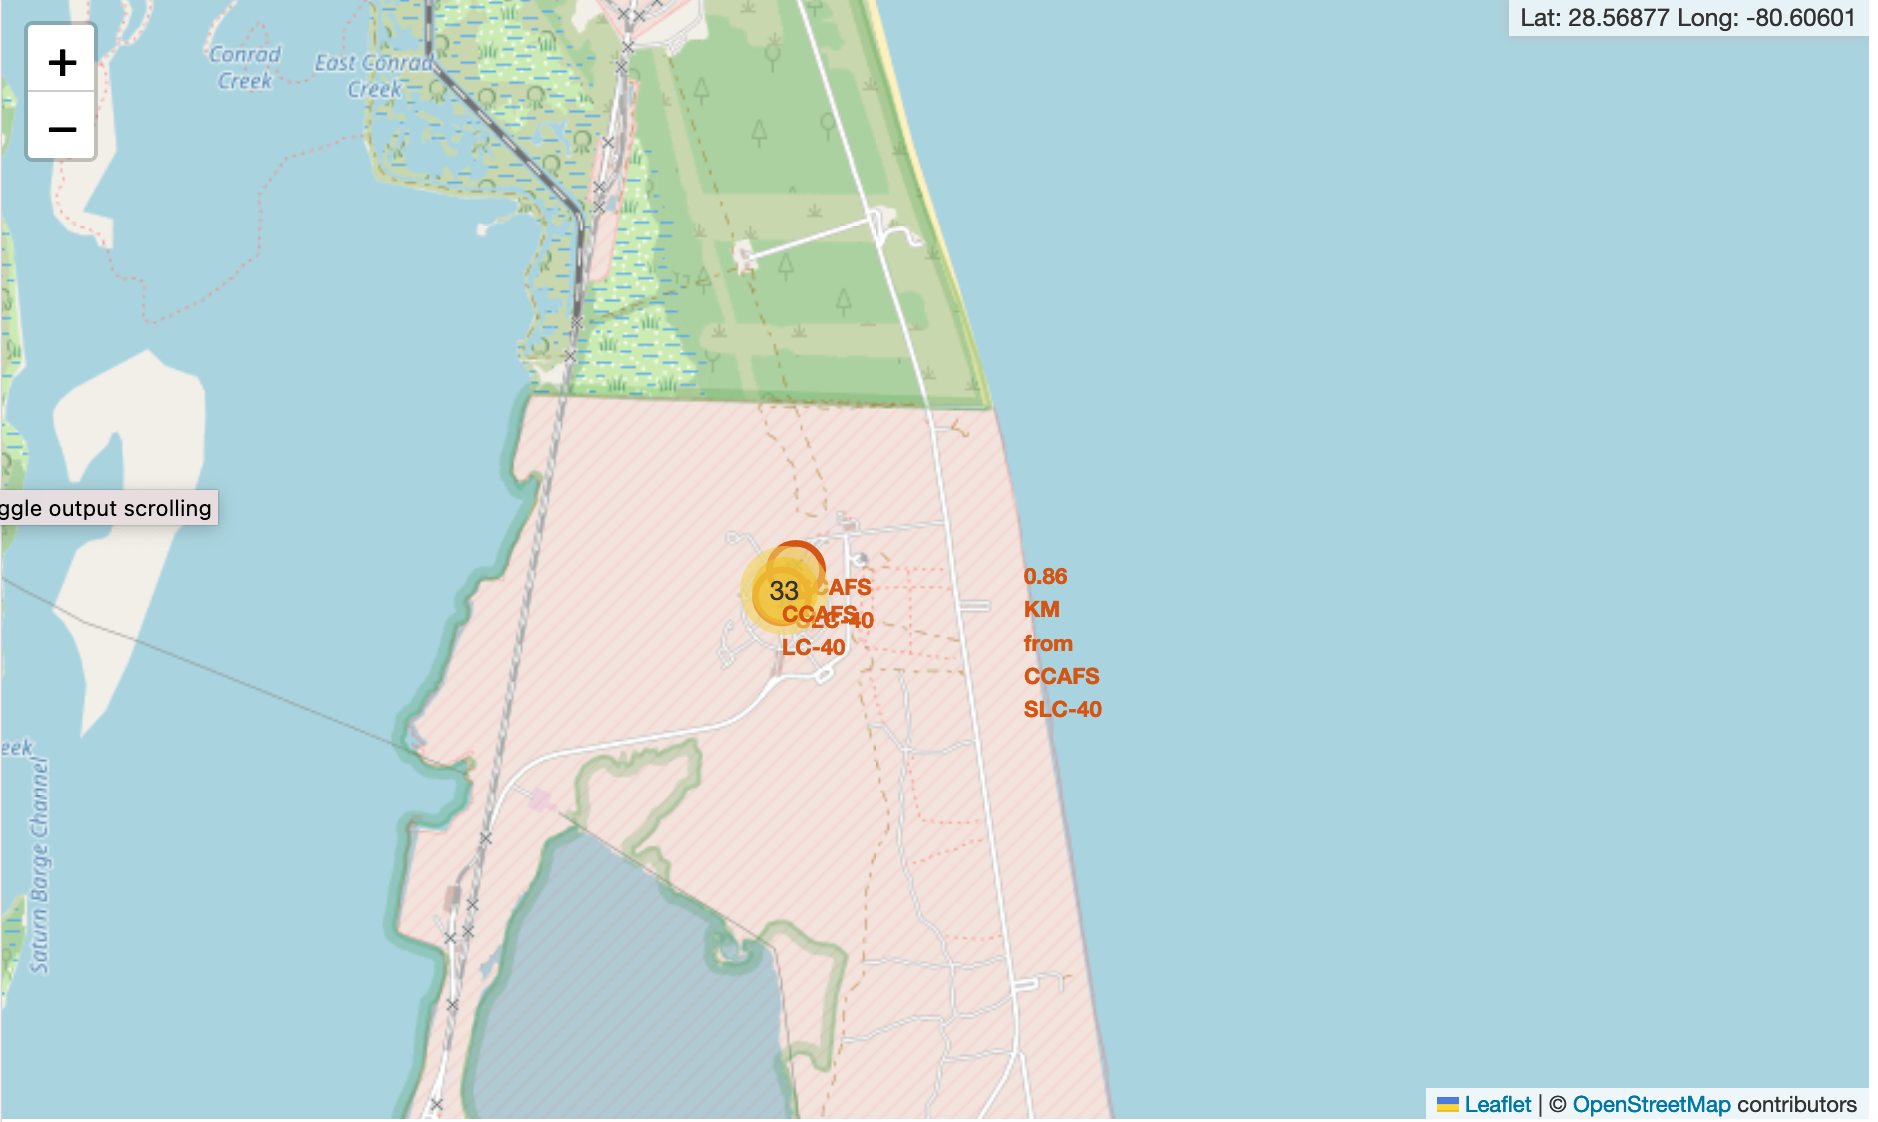 Lat: 28.56877 Long: -80.60601
+
−
Conrad
Creek
East Conrad
Creek
ggle output scrolling
33
CCAFS
SLC-40
CCAFS
LC-40
0.86
KM
from
CCAFS
SLC-40
eek
Saturn Barge Channel
Leaflet | © OpenStreetMap contributors